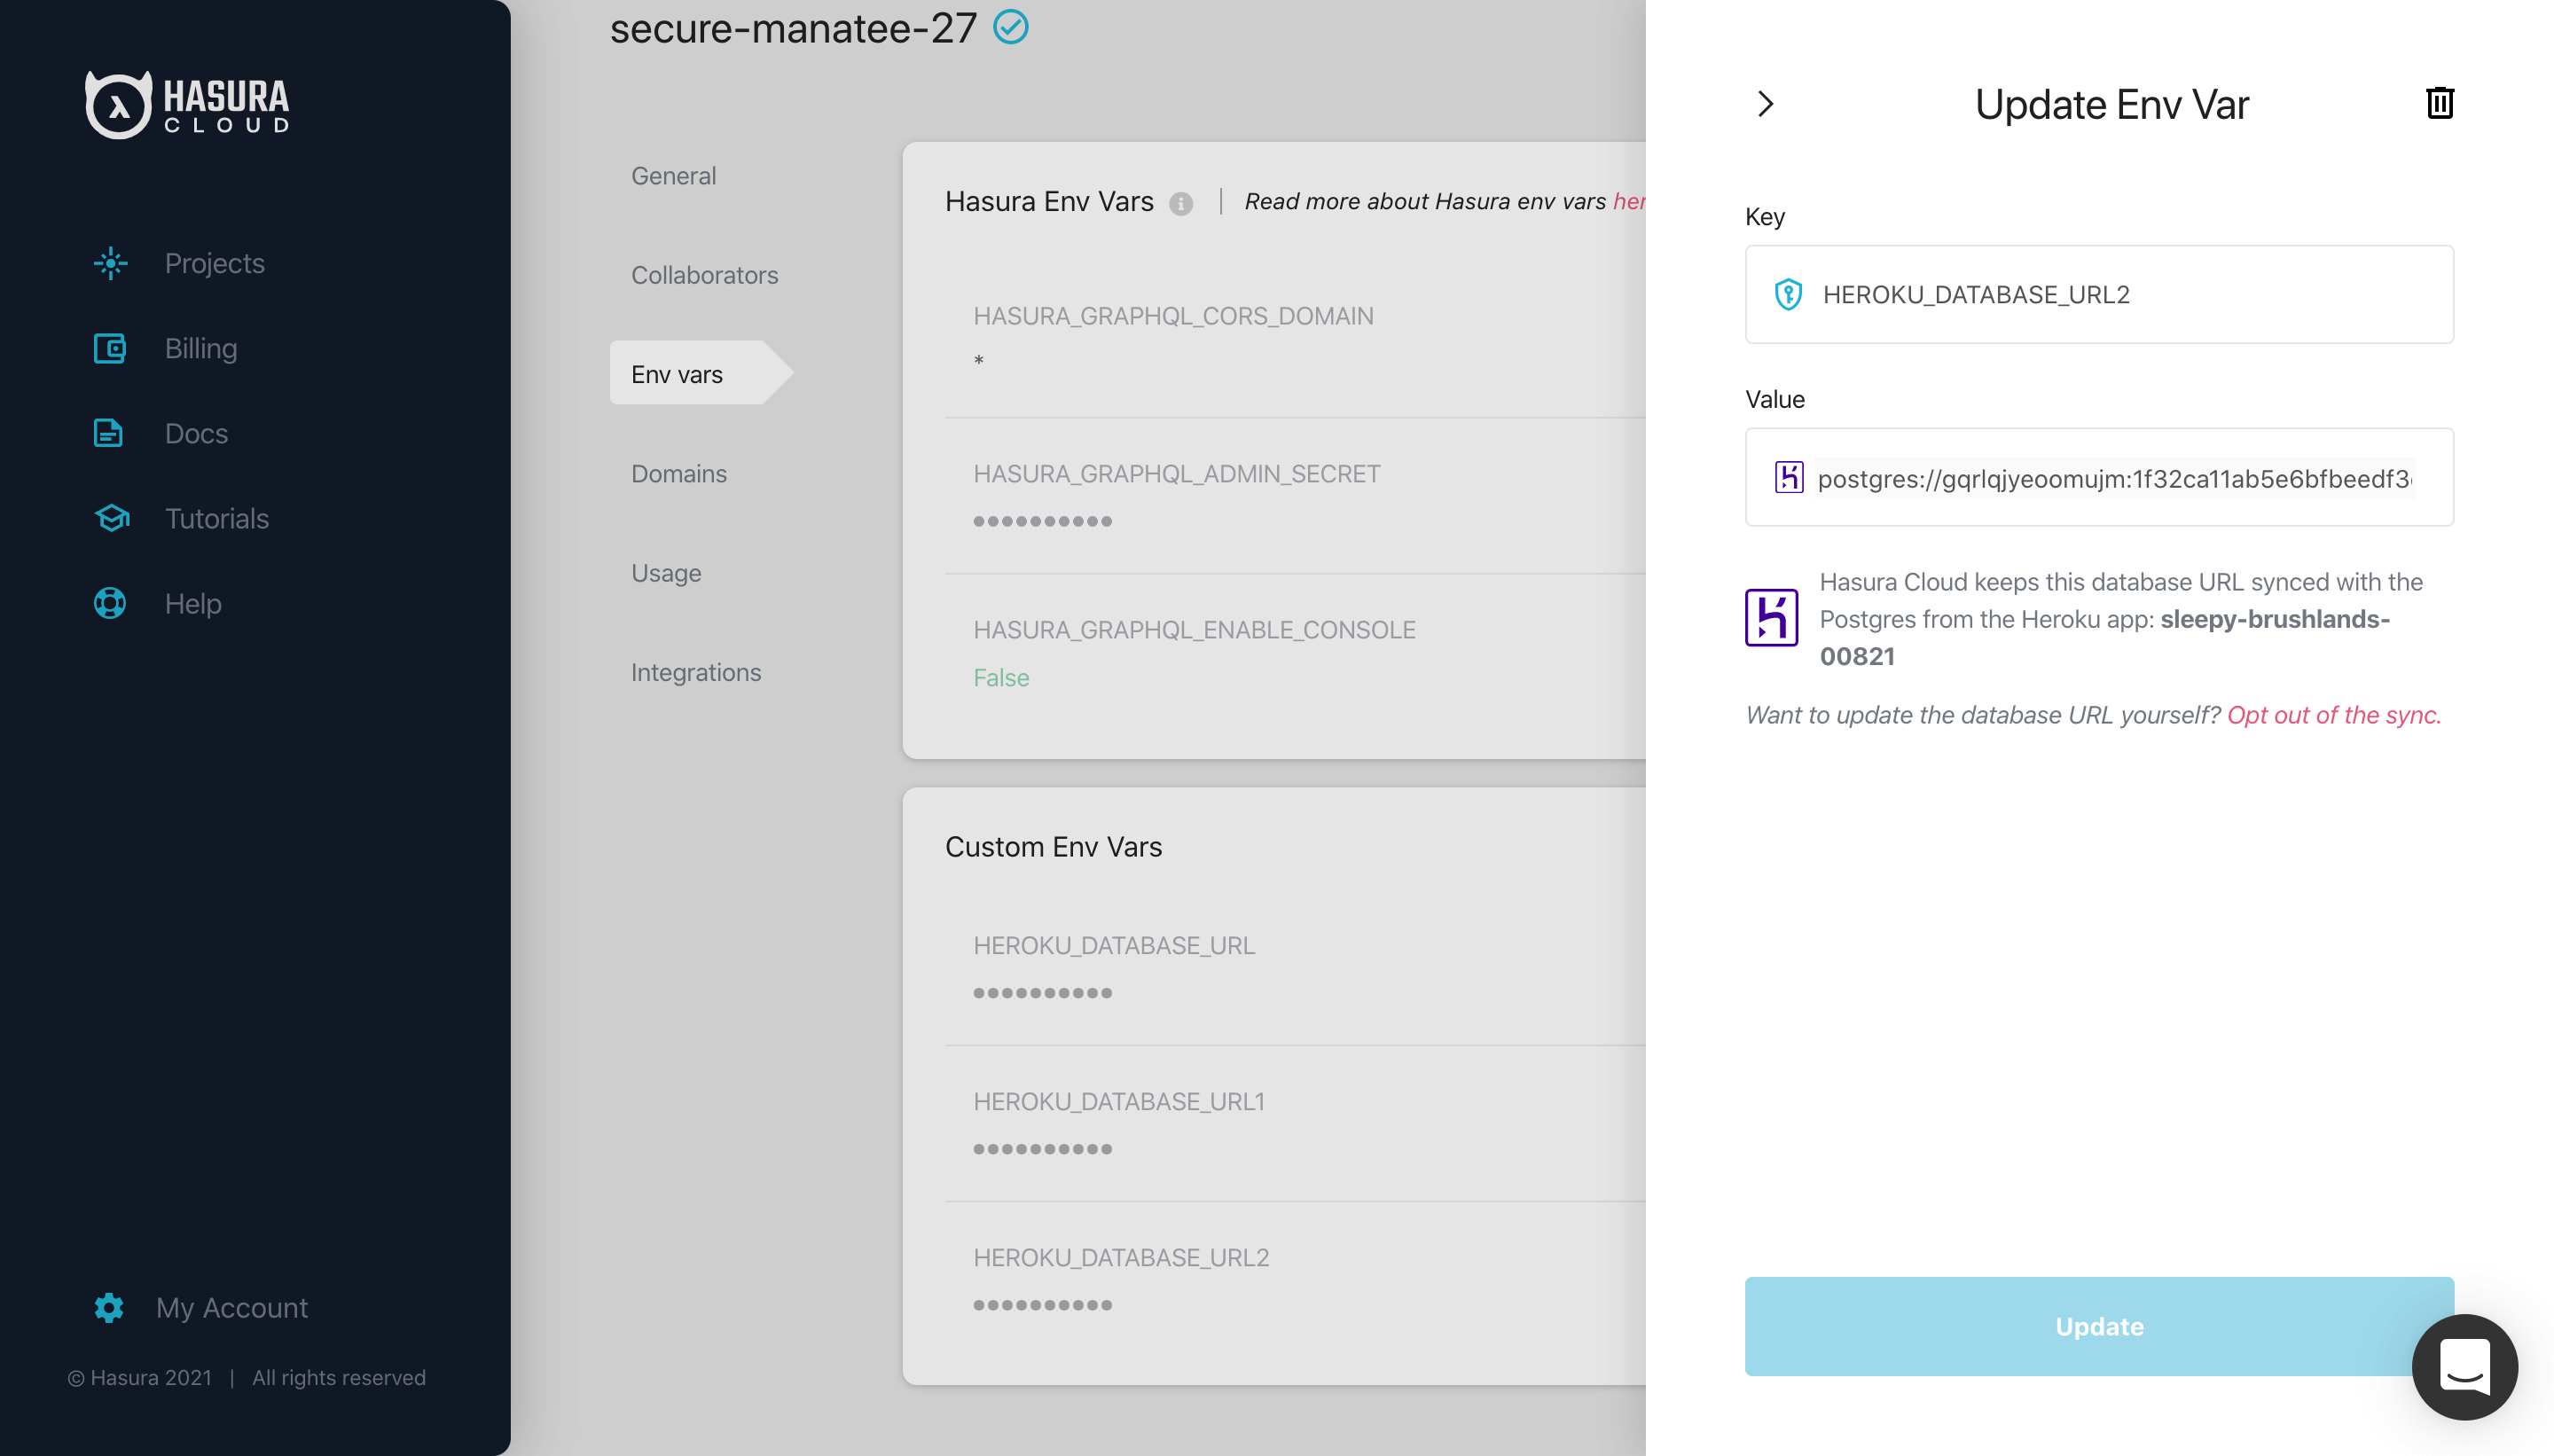 HASURA
CLOUD
Projects
Billing
Docs
Tutorials
Help
My Account
© Hasura 2021 | All rights reserved
secure-manatee-27
General
Collaborators
Env vars
Domains
Usage
Integrations
Hasura Env Vars | Read more about Hasura env vars her
HASURA_GRAPHQL_CORS_DOMAIN
*
HASURA_GRAPHQL_ADMIN_SECRET
••••••••••
HASURA_GRAPHQL_ENABLE_CONSOLE
False
Custom Env Vars
HEROKU_DATABASE_URL
••••••••••
HEROKU_DATABASE_URL1
••••••••••
HEROKU_DATABASE_URL2
••••••••••
Update Env Var
Key
HEROKU_DATABASE_URL2
Value
postgres://gqrlqjyeoomujm:1f32ca11ab5e6bfbeedf3
Hasura Cloud keeps this database URL synced with the
Postgres from the Heroku app: sleepy-brushlands-
00821
Want to update the database URL yourself? Opt out of the sync.
Update